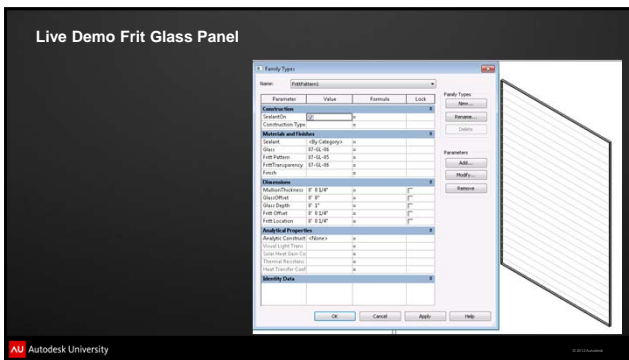 Live Demo Frit Glass Panel
Family Types
Name: FrittPattern1
Parameter Value Formula Lock
Construction
SealantOn =
Construction Type =
Materials and Finishes
Sealant <By Category> =
Glass 07-GL-06 =
Fritt Pattern 07-GL-05 =
FrittTransparency 07-GL-06 =
Finish =
Dimensions
MullionThickness 0' 0 1/4" =
GlassOffset 0' 0" =
Glass Depth 0' 1" =
Fritt Offset 0' 0 1/4" =
Fritt Location 0' 0 1/4" =
Analytical Properties
Analytic Construct <None> =
Visual Light Trans =
Solar Heat Gain Co =
Thermal Resistanc =
Heat Transfer Coef =
Identity Data
Family Types
New...
Rename...
Delete
Parameters
Add...
Modify...
Remove
OK Cancel Apply Help
AU Autodesk University
© 2013 Autodesk